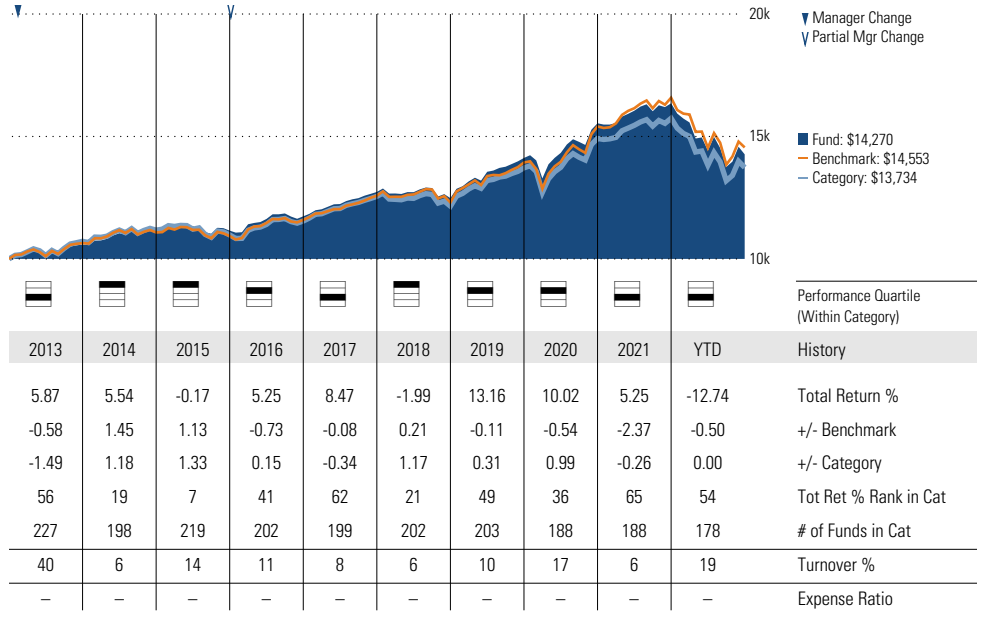 20k
15k
10k
Manager Change
Partial Mgr Change
Fund: $14,270
Benchmark: $14,553
Category: $13,734
Performance Quartile
(Within Category)
2013 2014 2015 2016 2017 2018 2019 2020 2021 YTD History
5.87 5.54 -0.17 5.25 8.47 -1.99 13.16 10.02 5.25 -12.74 Total Return %
-0.58 1.45 1.13 -0.73 -0.08 0.21 -0.11 -0.54 -2.37 -0.50 +/- Benchmark
-1.49 1.18 1.33 0.15 -0.34 1.17 0.31 0.99 -0.26 0.00 +/- Category
56 19 7 41 62 21 49 36 65 54 Tot Ret % Rank in Cat
227 198 219 202 199 202 203 188 188 178 # of Funds in Cat
40 6 14 11 8 6 10 17 6 19 Turnover %
– – – – – – – – – – Expense Ratio